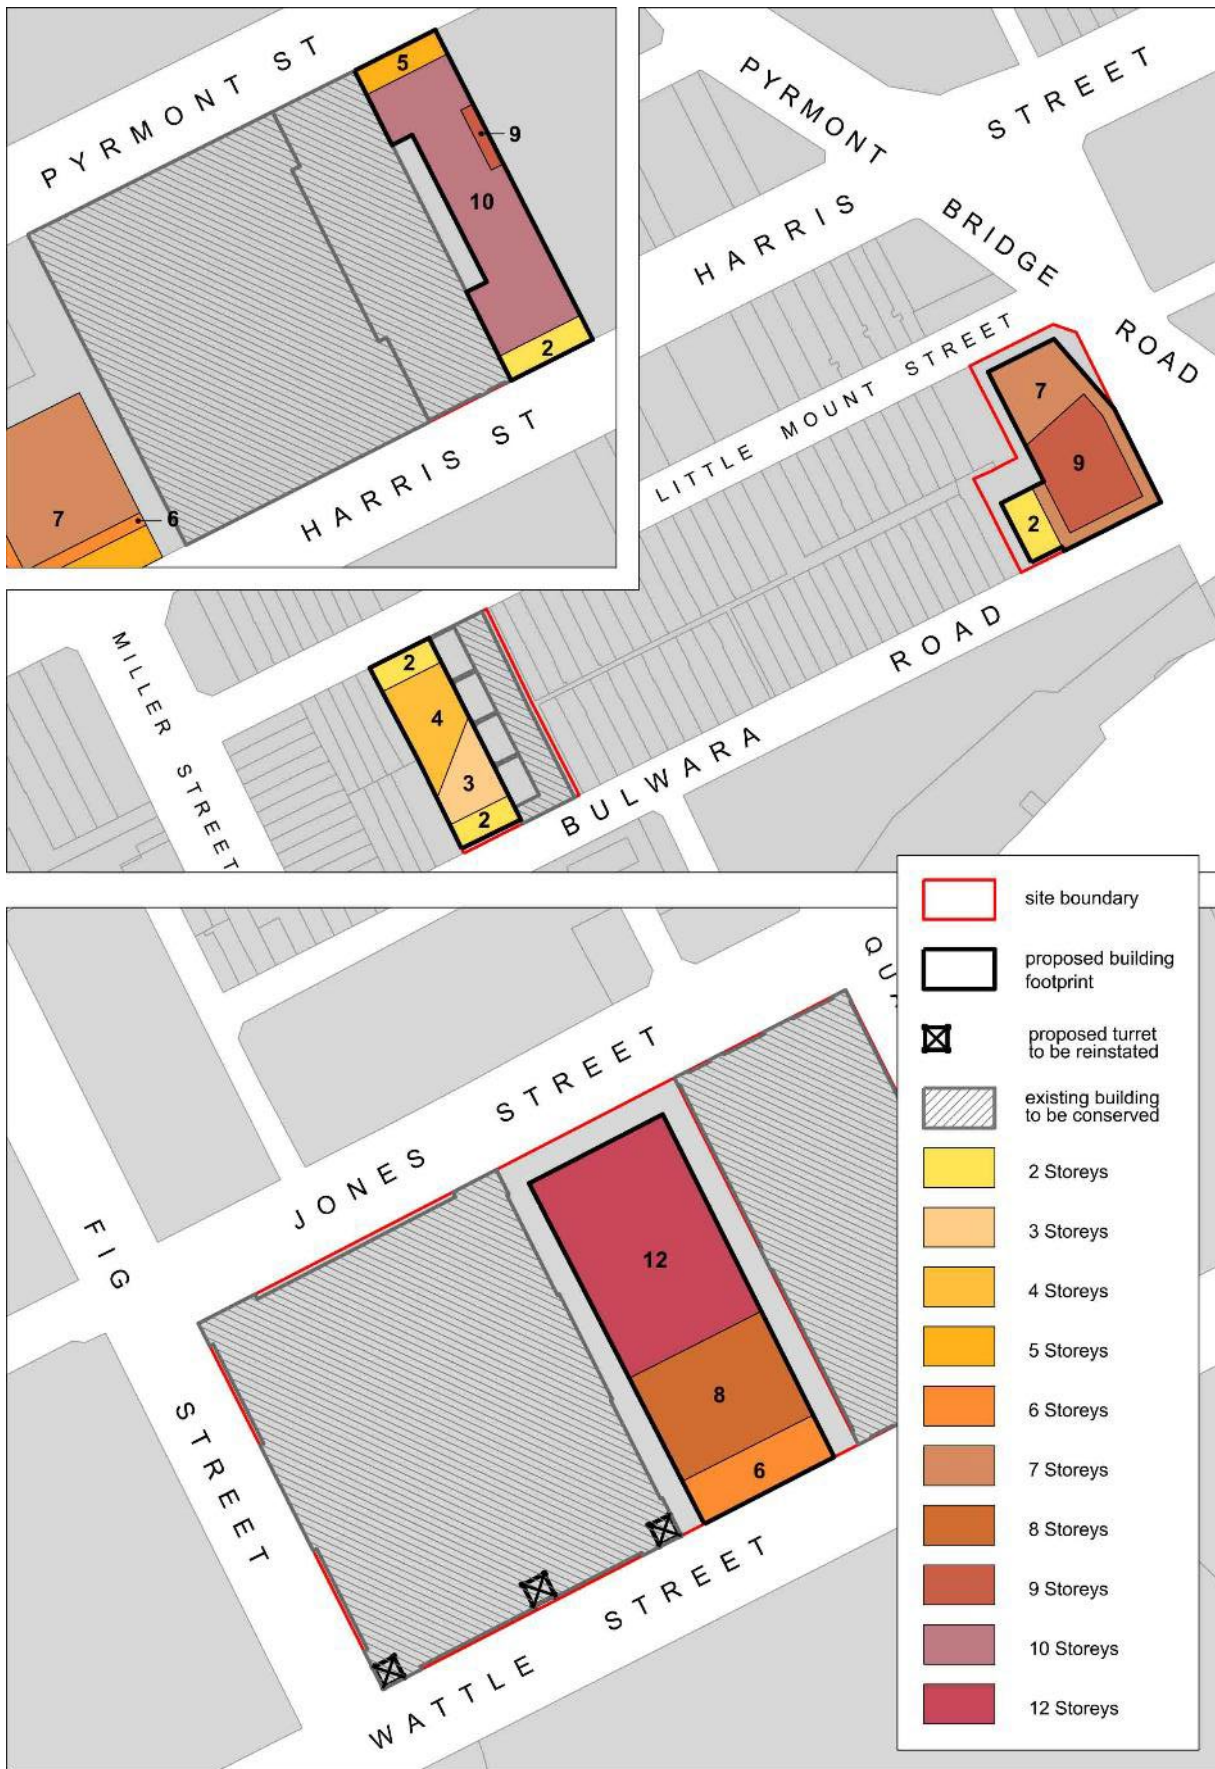 PYRMONT ST
5
9
10
2
HARRIS ST
7
6
PYRMONT
BRIDGE
ROAD
HARRIS
STREET
LITTLE MOUNT STREET
7
9
2
MILLER STREET
2
4
3
2
BULWARA
ROAD
JONES STREET
FIG
STREET
12
8
6
WATTLE STREET
site boundary
proposed building
footprint
proposed turret
to be reinstated
existing building
to be conserved
2 Storeys
3 Storeys
4 Storeys
5 Storeys
6 Storeys
7 Storeys
8 Storeys
9 Storeys
10 Storeys
12 Storeys